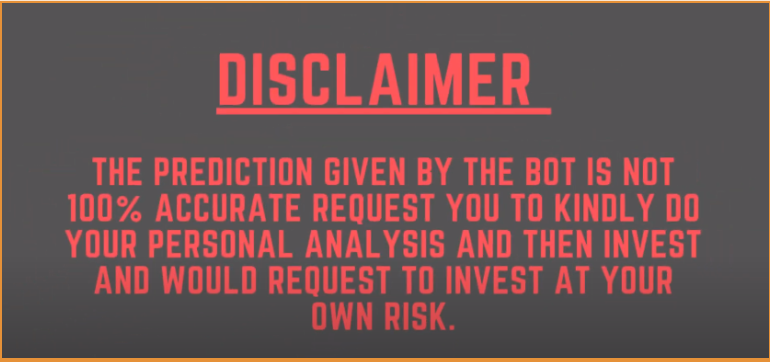 DISCLAIMER
THE PREDICTION GIVEN BY THE BOT IS NOT
100% ACCURATE REQUEST YOU TO KINDLY DO
YOUR PERSONAL ANALYSIS AND THEN INVEST
AND WOULD REQUEST TO INVEST AT YOUR
OWN RISK.